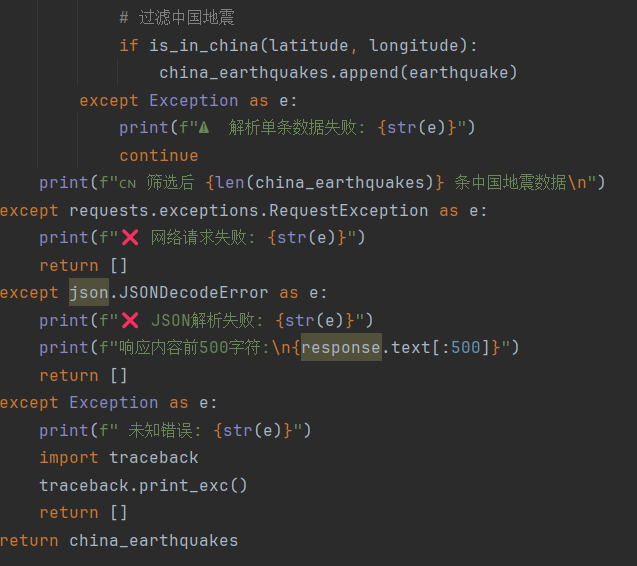 # 过滤中国地震
if is_in_china(latitude, longitude):
china_earthquakes.append(earthquake)
except Exception as e:
print(f"⚠ 解析单条数据失败: {str(e)}")
continue
print(f"🇨🇳 筛选后 {len(china_earthquakes)} 条中国地震数据\n")
except requests.exceptions.RequestException as e:
print(f"❌ 网络请求失败: {str(e)}")
return []
except json.JSONDecodeError as e:
print(f"❌ JSON解析失败: {str(e)}")
print(f"响应内容前500字符:\n{response.text[:500]}")
return []
except Exception as e:
print(f" 未知错误: {str(e)}")
import traceback
traceback.print_exc()
return []
return china_earthquakes